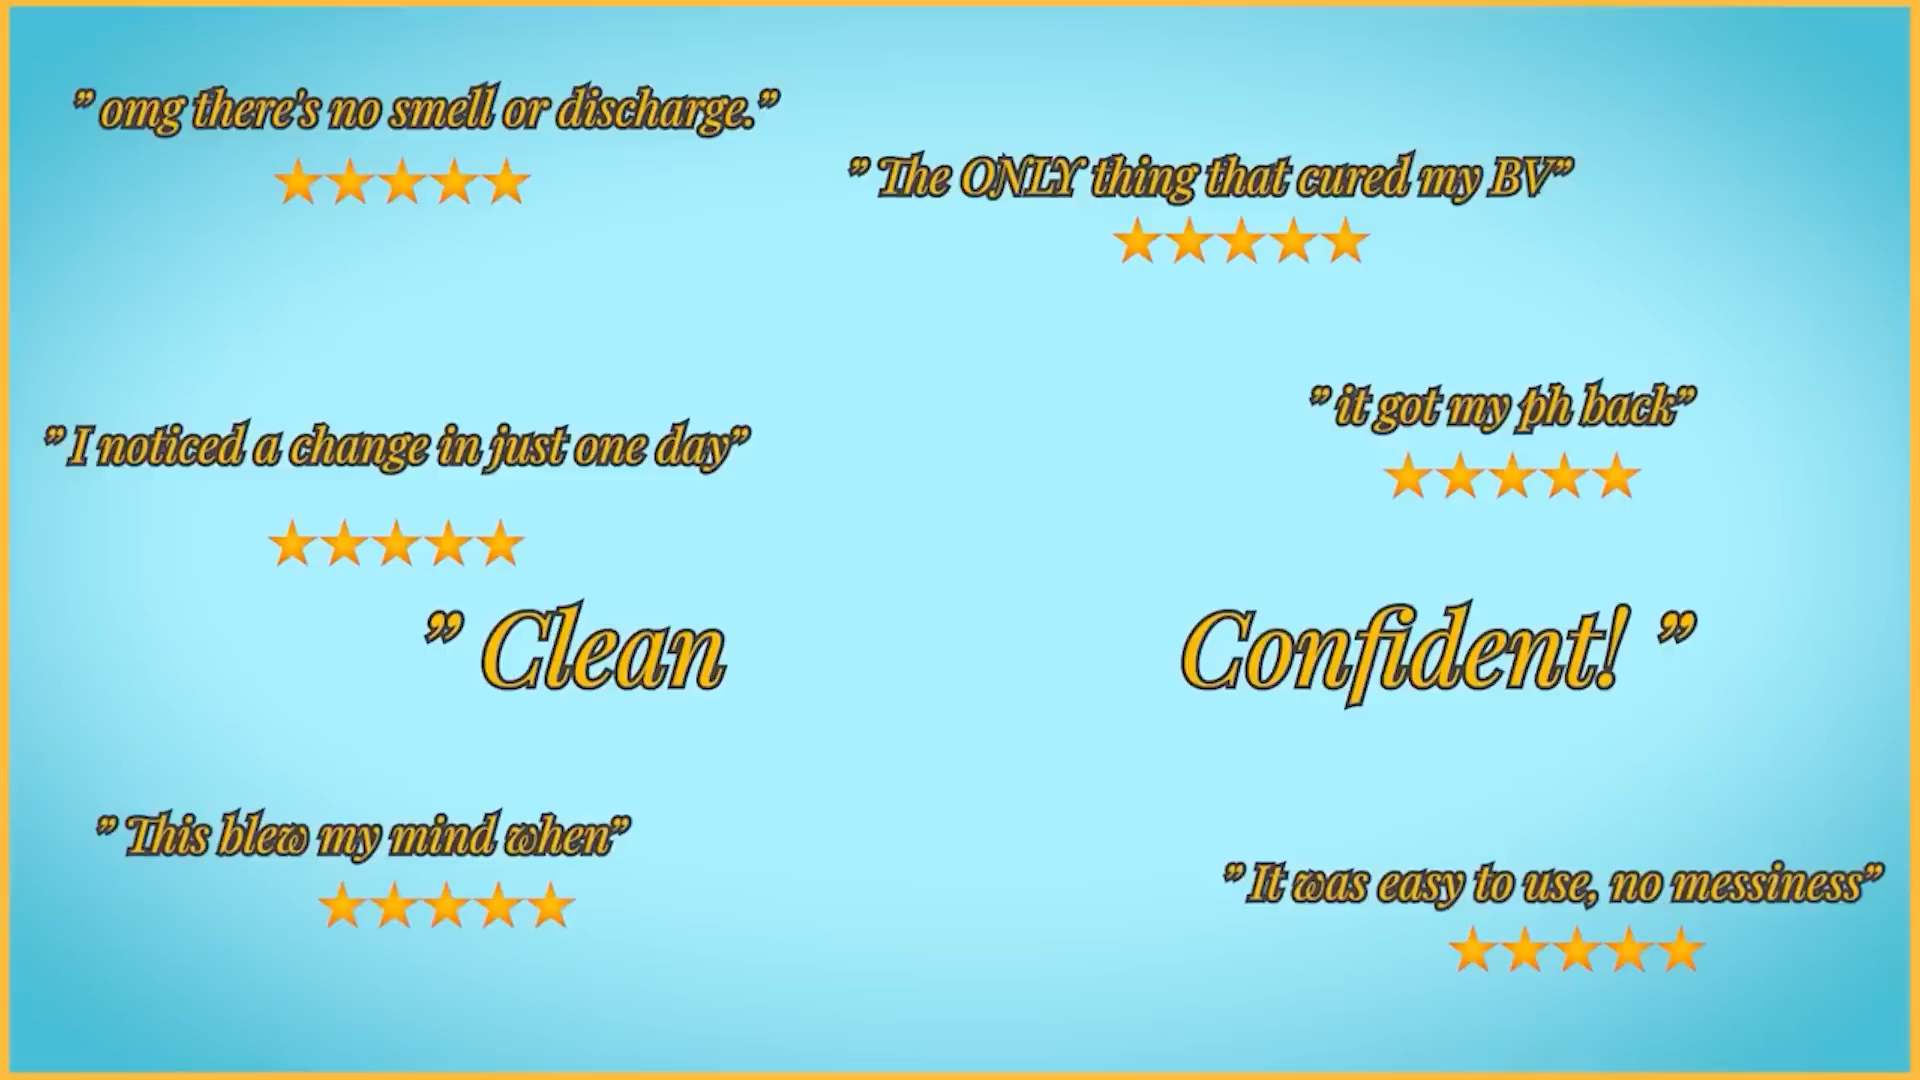 ” omg there's no smell or discharge.”
” The ONLY thing that cured my BV”
” it got my ph back”
” I noticed a change in just one day”
” Clean Confident! ”
” This blew my mind when”
” It was easy to use, no messiness”